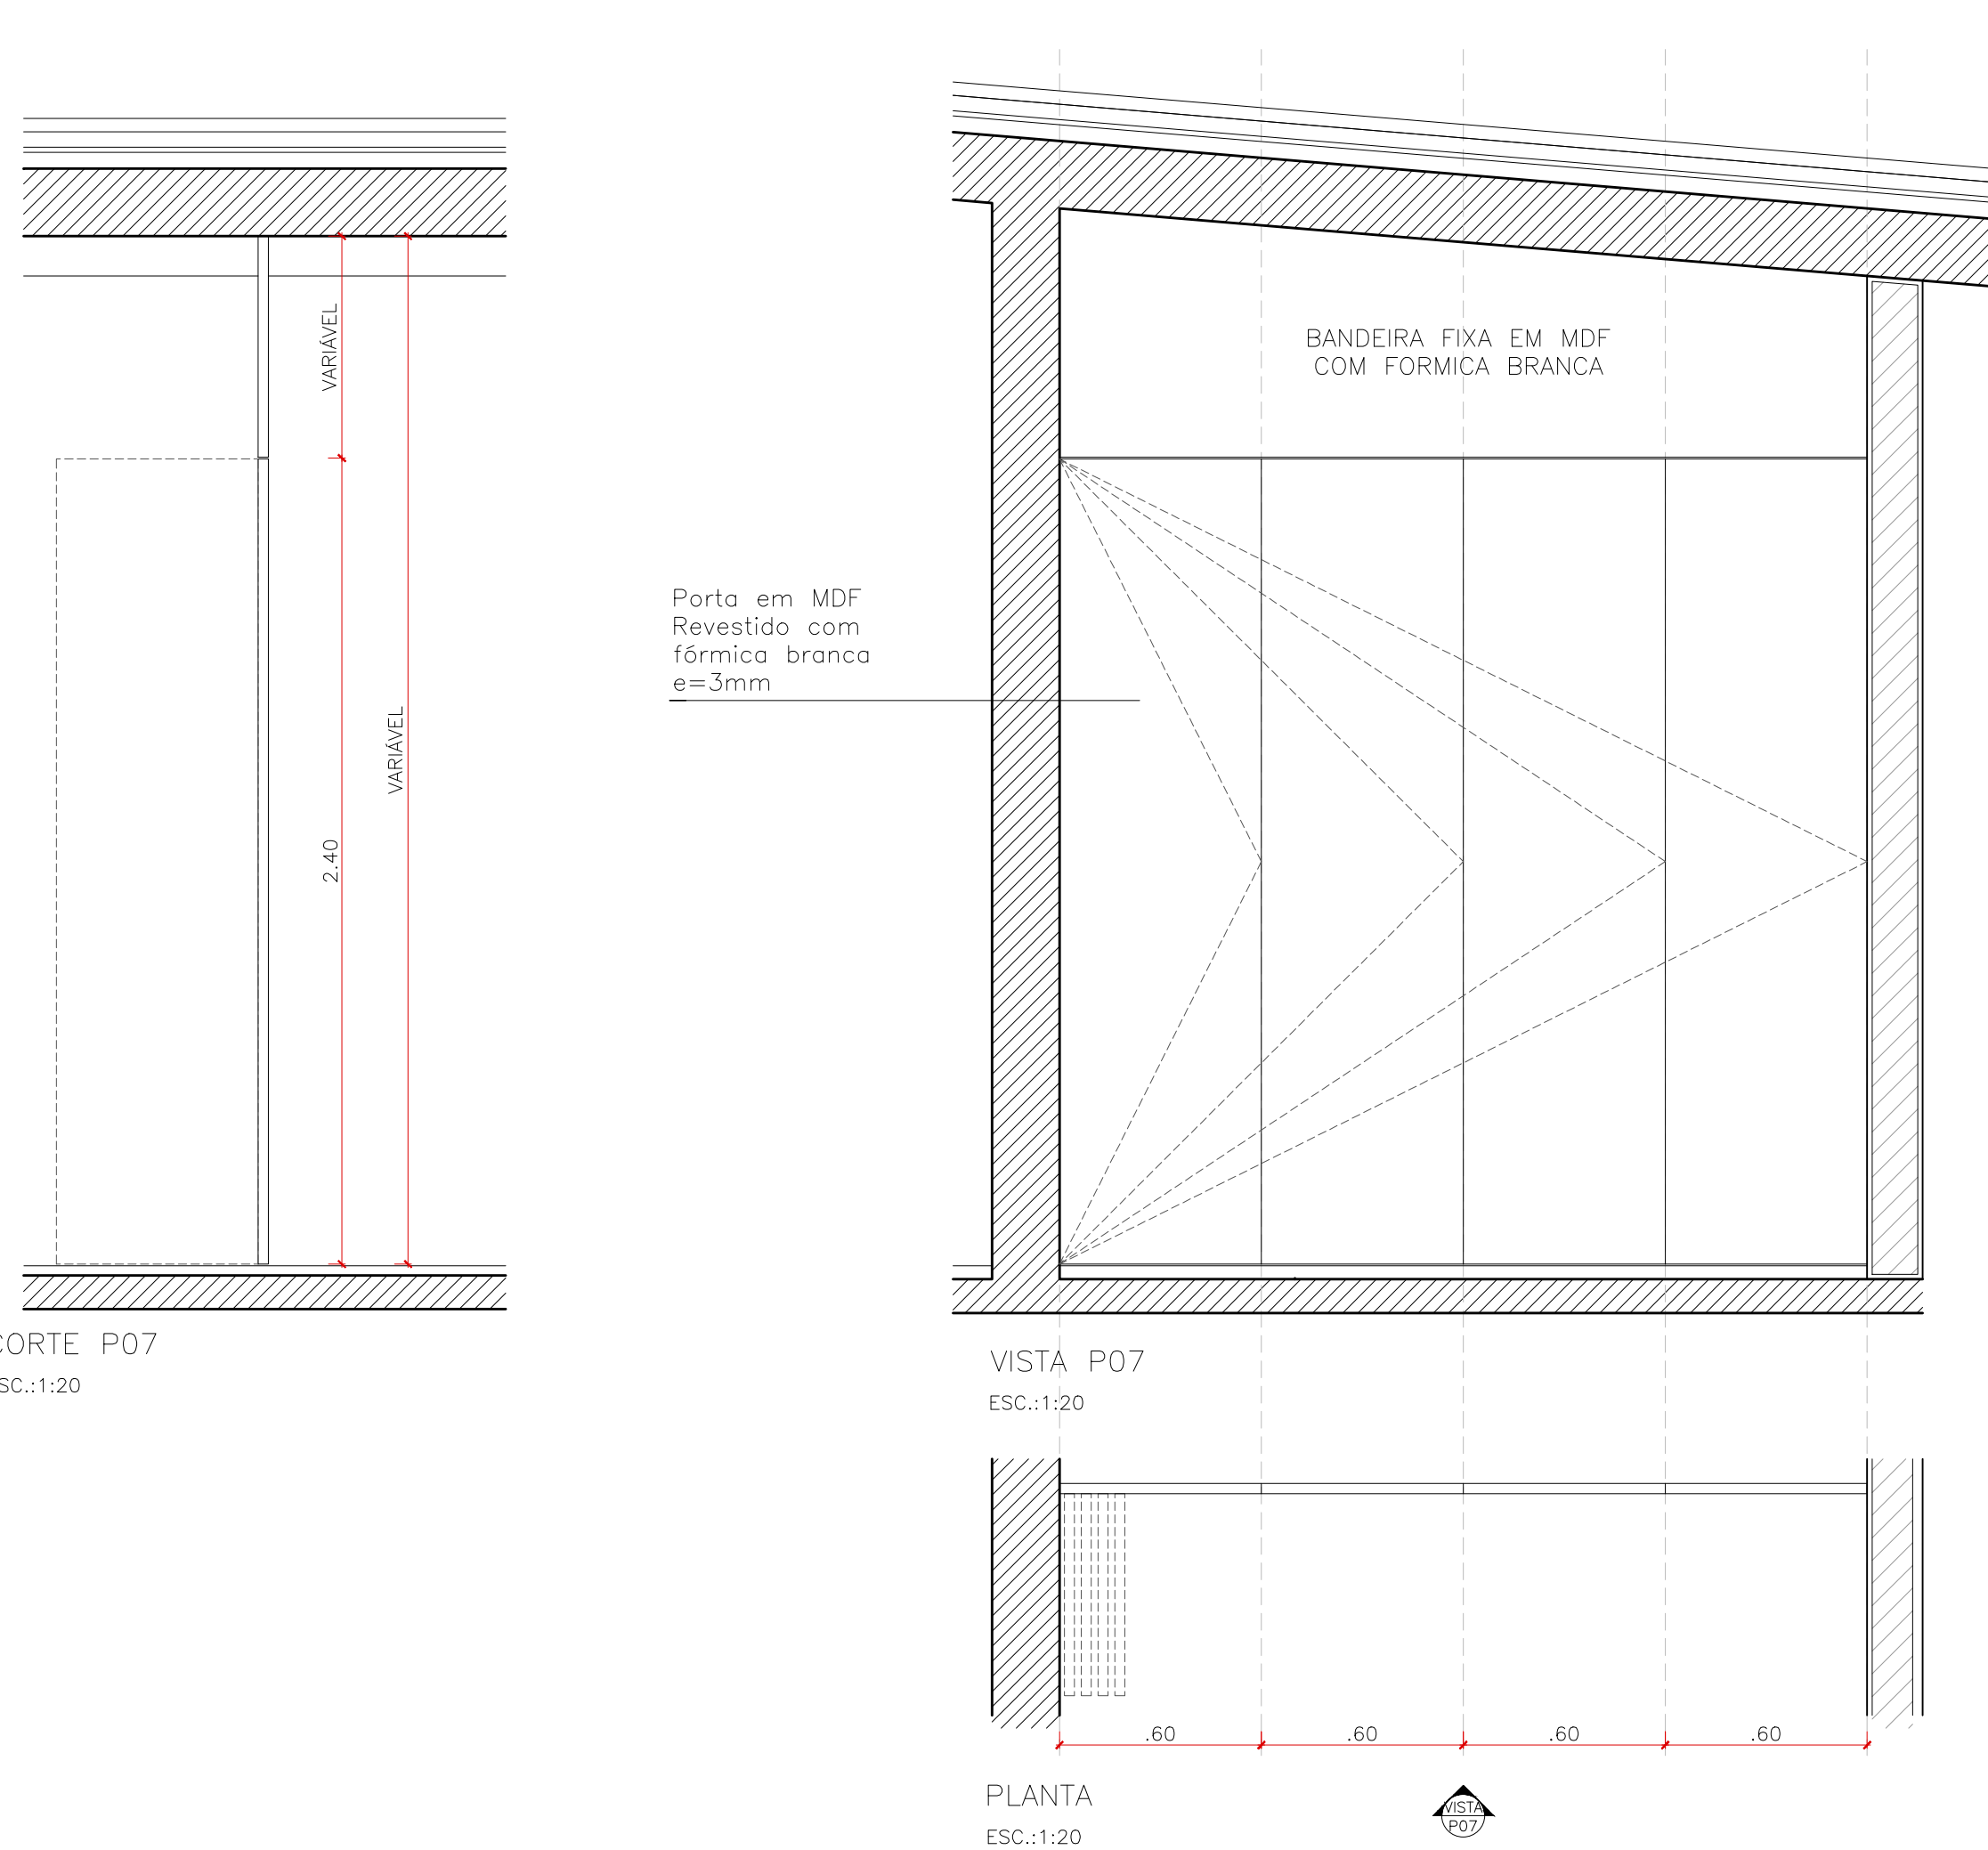 VARIÁVEL
VARIÁVEL
2.40
CORTE P07
ESC.:1:20
BANDEIRA FIXA EM MDF
COM FORMICA BRANCA
Porta em MDF
Revestido com
fórmica branca
e=3mm
VISTA P07
ESC.:1:20
.60 .60 .60 .60
PLANTA
ESC.:1:20
VISTA
P07